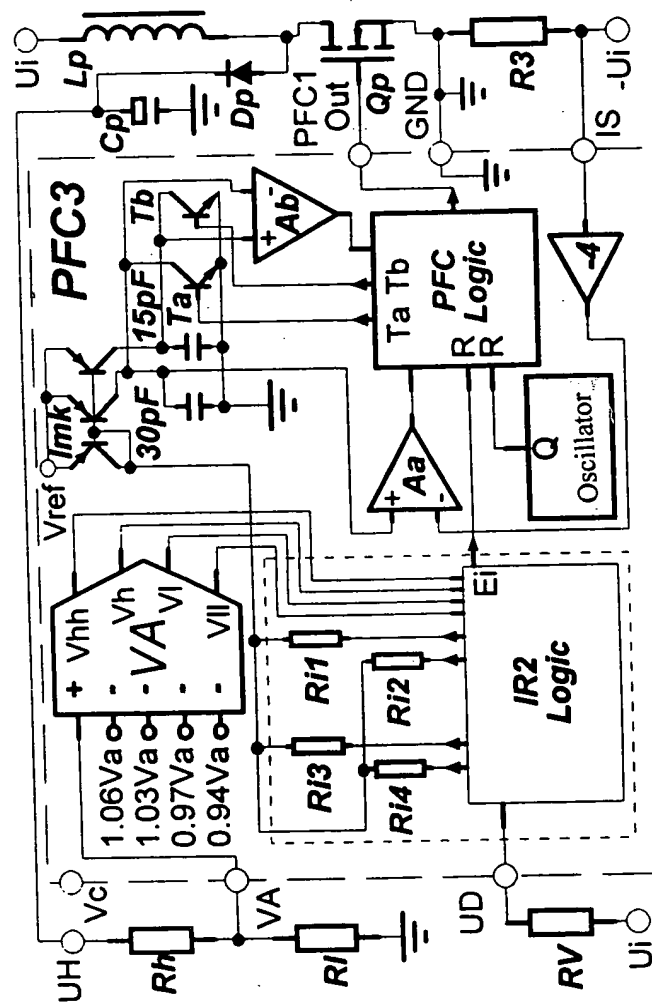 PFC3
Ui
Lp
Cp
Dp
PFC1
Out
Qp
GND
R3
-Ui
IS
Vref
Imk
30pF
15pF
Ta
Tb
+
-
Ab
Ta Tb
PFC
Logic
R
R
-4
+
-
Aa
Q
Oscillator
+
-
-
-
-
Vhh
Vh
Vl
Vll
VA
1.06Va
1.03Va
0.97Va
0.94Va
Ri1
Ri2
Ri3
Ri4
Ei
IR2
Logic
Vc
VA
UD
UH
Rh
Rl
RV
Ui